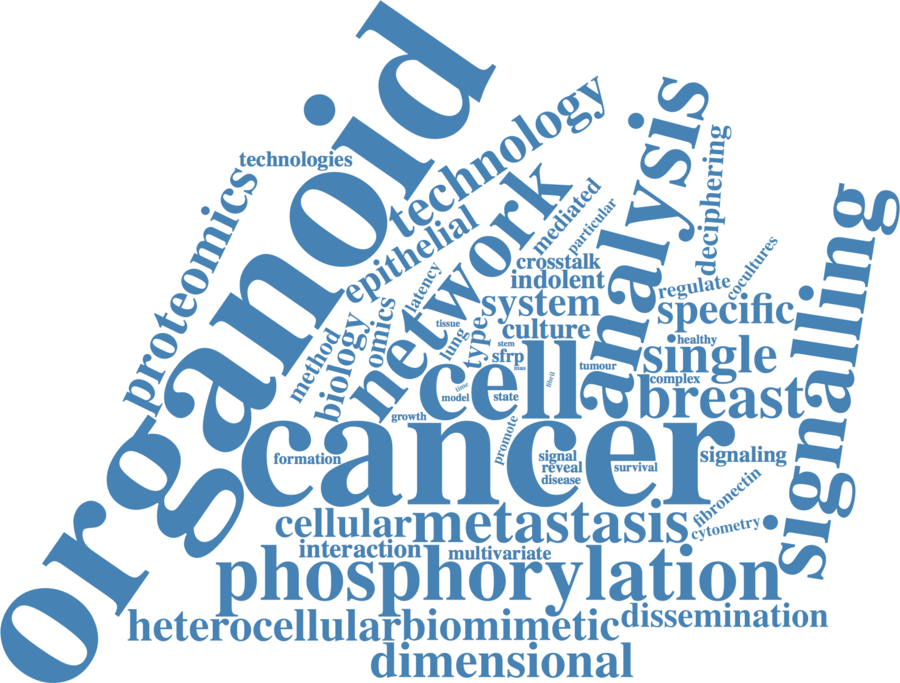 organoid
technologies
proteomics
technology
epithelial
network
mediated
particular
analysis
deciphering
signalling
crosstalk
indolent
latency
regulate
cocultures
system
specific
omics
biology
method
tissue
culture
type
lung
stem
sfrp
mas
healthy
single
tumour
complex
cell
time
model
state
fibril
breast
growth
cancer
promote
formation
signal
reveal
disease
survival
signaling
fibronectin
cytometry
cellular
metastasis
interaction
multivariate
phosphorylation
heterocellular
biomimetic
dissemination
dimensional